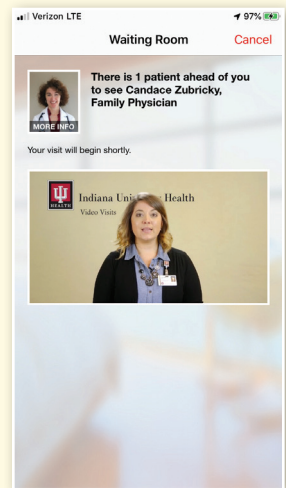 Verizon LTE
97%
Waiting Room
Cancel
There is 1 patient ahead of you
to see Candace Zubricky,
Family Physician
MORE INFO
Your visit will begin shortly.
HEALTH
Indiana Health
Video Visits